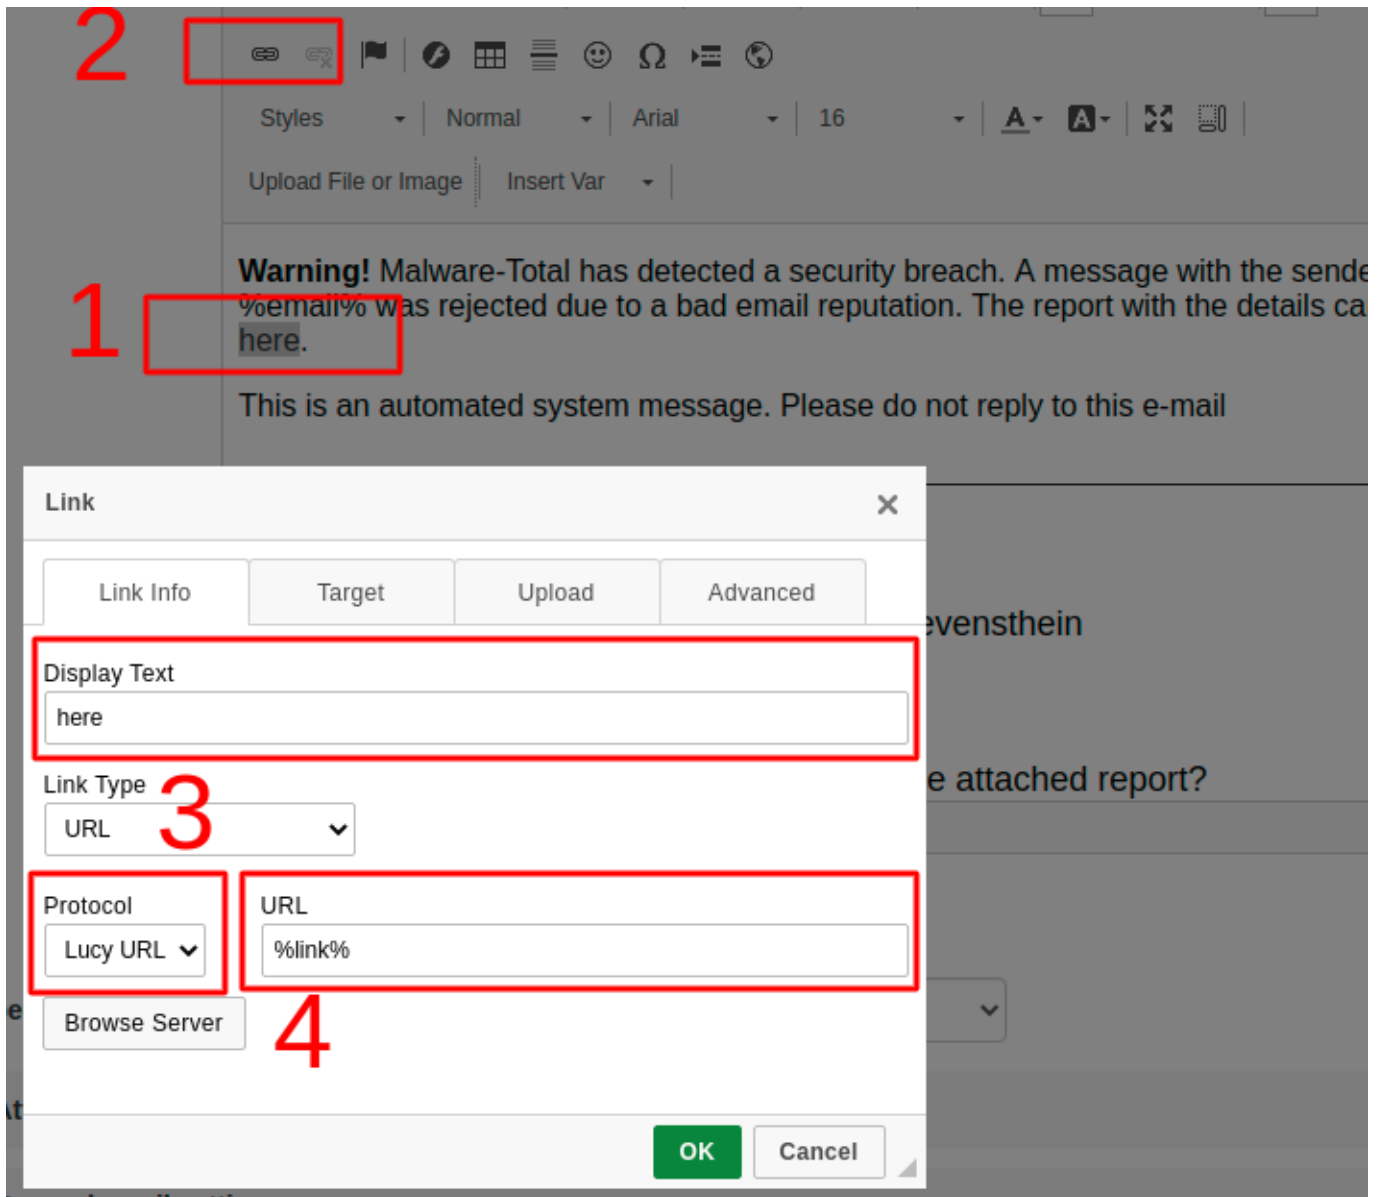 2
Styles
Normal
Arial
16
A
A
Upload File or Image
Insert Var
Warning! Malware-Total has detected a security breach. A message with the sende
%email% was rejected due to a bad email reputation. The report with the details ca
1
here.
This is an automated system message. Please do not reply to this e-mail
Link
Link Info
Target
Upload
Advanced
evensthein
Display Text
here
e attached report?
Link Type
3
URL
Protocol
URL
Lucy URL
%link%
e
Browse Server
4
At
OK
Cancel